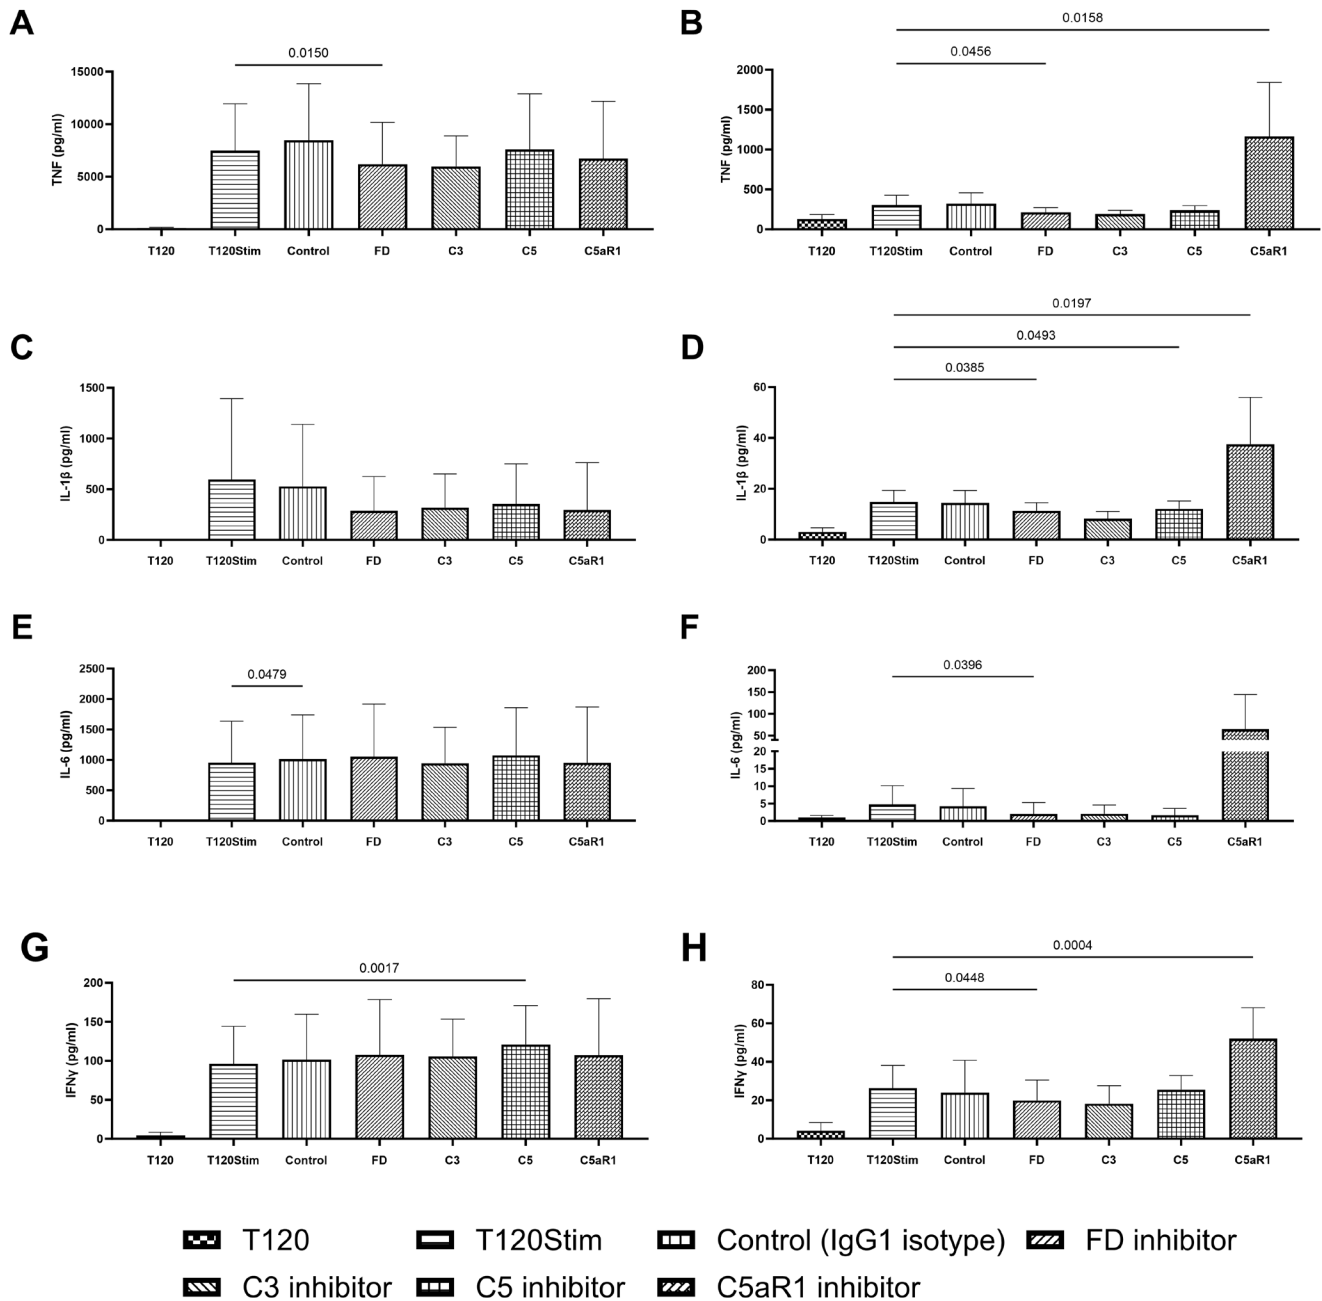 A
0.0150
TNF (pg/ml)
15000
10000
5000
0
T120 T120Stim Control FD C3 C5 C5aR1
B
0.0158
0.0456
TNF (pg/ml)
2000
1500
1000
500
0
T120 T120Stim Control FD C3 C5 C5aR1
C
IL-1β (pg/ml)
1500
1000
500
0
T120 T120Stim Control FD C3 C5 C5aR1
D
0.0197
0.0493
0.0385
IL-1β (pg/ml)
60
40
20
0
T120 T120Stim Control FD C3 C5 C5aR1
E
0.0479
IL-6 (pg/ml)
2500
2000
1500
1000
500
0
T120 T120Stim Control FD C3 C5 C5aR1
F
0.0396
IL-6 (pg/ml)
200
150
100
50
20
15
10
5
0
T120 T120Stim Control FD C3 C5 C5aR1
G
0.0017
IFNγ (pg/ml)
200
150
100
50
0
T120 T120Stim Control FD C3 C5 C5aR1
H
0.0004
0.0448
IFNγ (pg/ml)
80
60
40
20
0
T120 T120Stim Control FD C3 C5 C5aR1
T120 T120Stim Control (IgG1 isotype) FD inhibitor
C3 inhibitor C5 inhibitor C5aR1 inhibitor